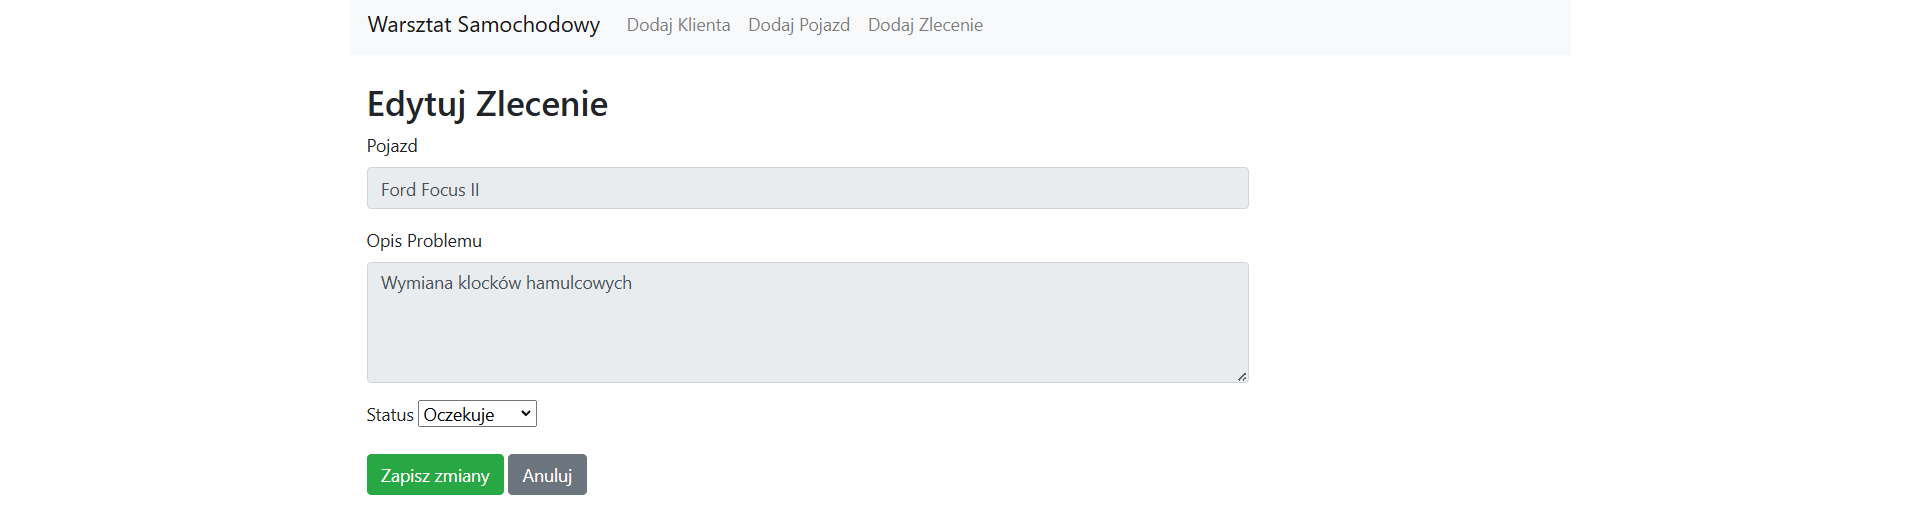 Warsztat Samochodowy Dodaj Klienta Dodaj Pojazd Dodaj Zlecenie
Edytuj Zlecenie
Pojazd
Ford Focus II
Opis Problemu
Wymiana klocków hamulcowych
Status Oczekuje
Zapisz zmiany Anuluj